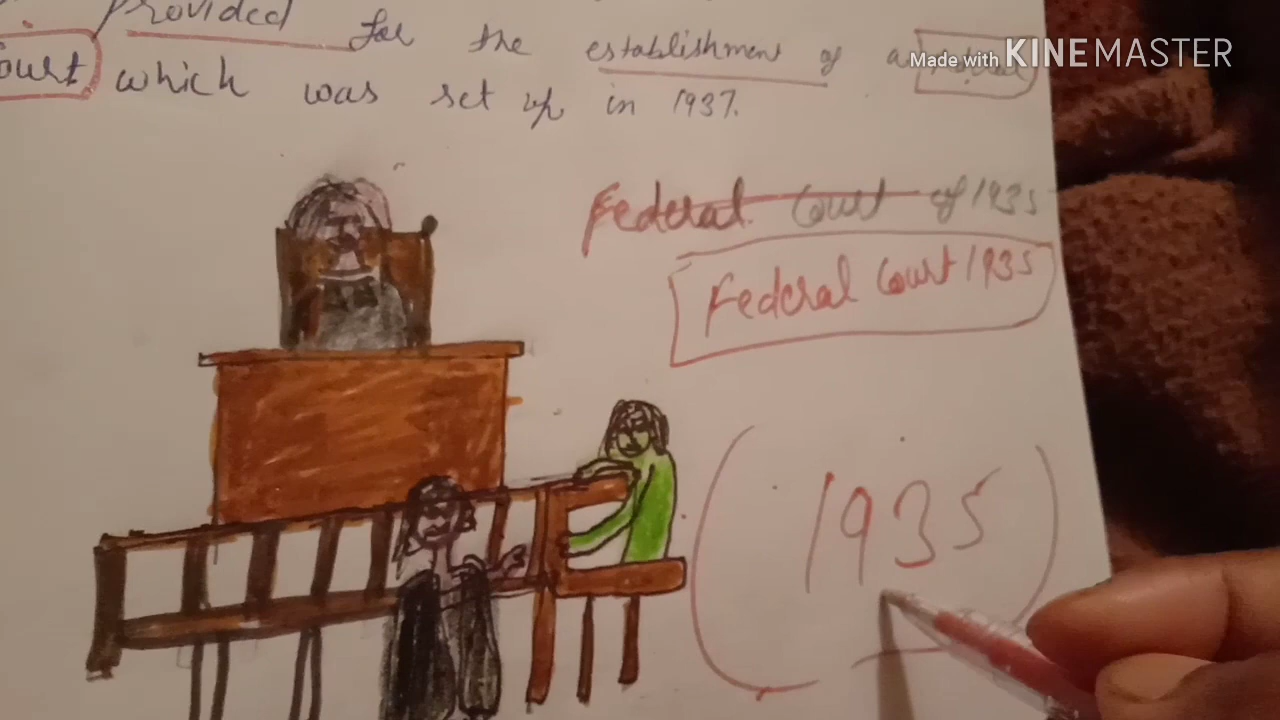 provided for the establishment of a Federal
Court which was set up in 1937.
Made with KINEMASTER
Federal Court of 1935
Federal Court 1935
1935